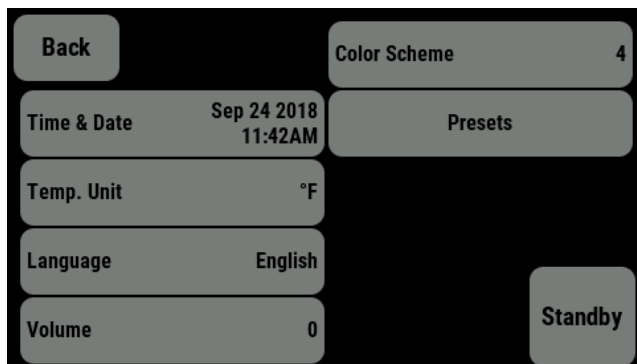 Back
Color Scheme 4
Time & Date Sep 24 2018
11:42AM
Presets
Temp. Unit °F
Language English
Volume 0
Standby